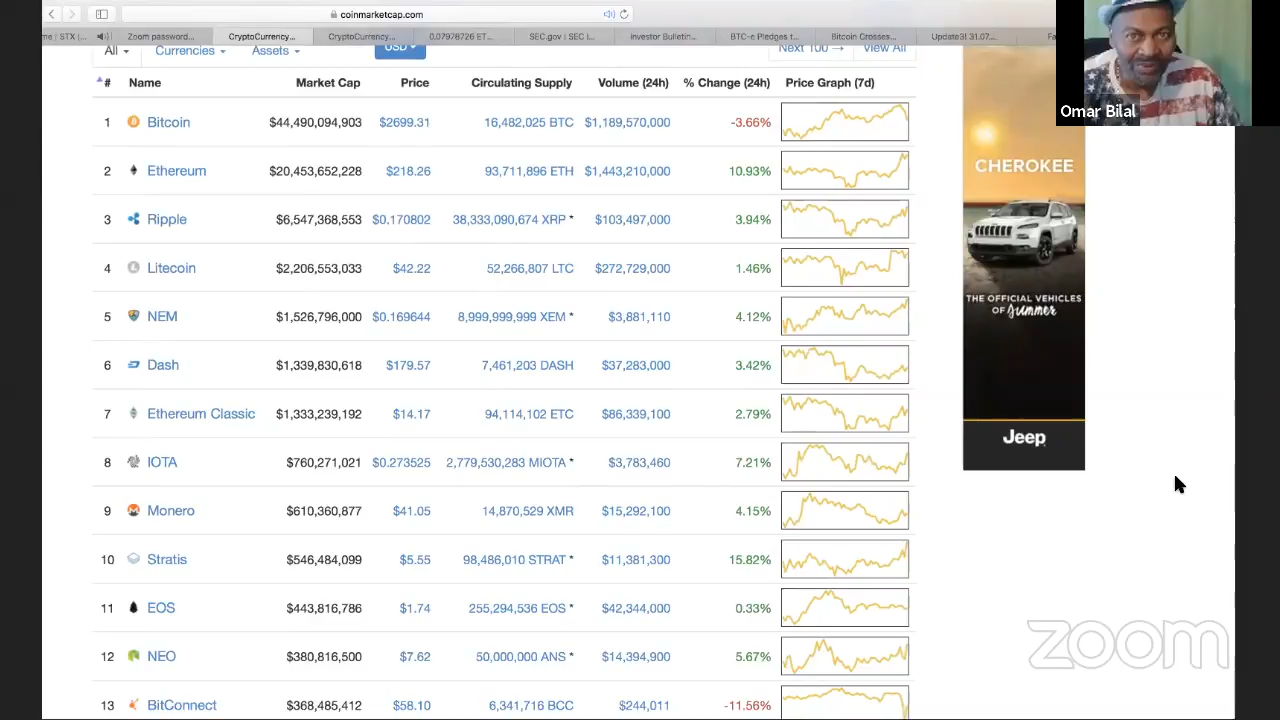 coinmarketcap.com
me | STX |...
Zoom password...
CryptoCurrency...
CryptoCurrency...
0.07978726 ET...
SEC.gov | SEC I...
Investor Bulletin:...
BTC-e Pledges t...
Bitcoin Crosses...
Update3! 31.07...
Fa
Omar Bilal
All Currencies Assets USD Next 100 → View All
# Name Market Cap Price Circulating Supply Volume (24h) % Change (24h) Price Graph (7d)
1 Bitcoin $44,490,094,903 $2699.31 16,482,025 BTC $1,189,570,000 -3.66%
2 Ethereum $20,453,652,228 $218.26 93,711,896 ETH $1,443,210,000 10.93%
3 Ripple $6,547,368,553 $0.170802 38,333,090,674 XRP * $103,497,000 3.94%
4 Litecoin $2,206,553,033 $42.22 52,266,807 LTC $272,729,000 1.46%
5 NEM $1,526,796,000 $0.169644 8,999,999,999 XEM * $3,881,110 4.12%
6 Dash $1,339,830,618 $179.57 7,461,203 DASH $37,283,000 3.42%
7 Ethereum Classic $1,333,239,192 $14.17 94,114,102 ETC $86,339,100 2.79%
8 IOTA $760,271,021 $0.273525 2,779,530,283 MIOTA * $3,783,460 7.21%
9 Monero $610,360,877 $41.05 14,870,529 XMR $15,292,100 4.15%
10 Stratis $546,484,099 $5.55 98,486,010 STRAT * $11,381,300 15.82%
11 EOS $443,816,786 $1.74 255,294,536 EOS * $42,344,000 0.33%
12 NEO $380,816,500 $7.62 50,000,000 ANS * $14,394,900 5.67%
13 BitConnect $368,485,412 $58.10 6,341,716 BCC $244,011 -11.56%
CHEROKEE
THE OFFICIAL VEHICLES
OF Summer
Jeep
zoom